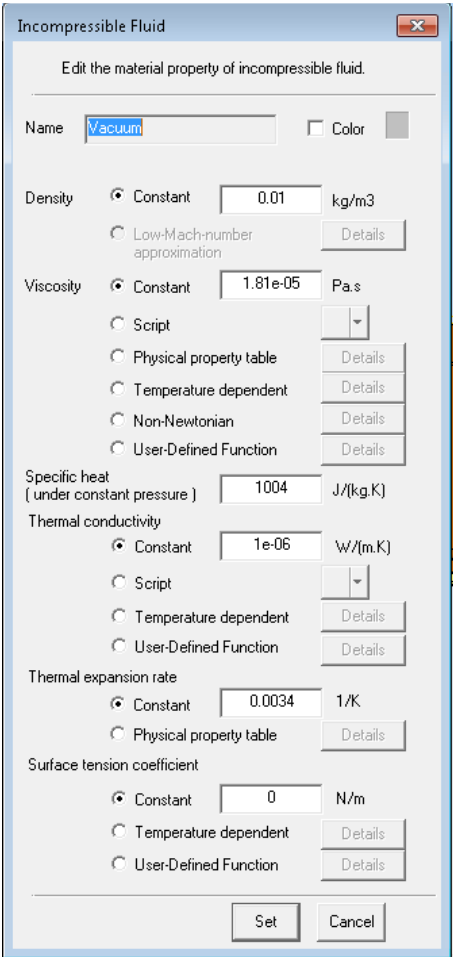 Incompressible Fluid
Edit the material property of incompressible fluid.
Name Vacuum Color
Density Constant 0.01 kg/m3
Low-Mach-number Details
approximation
Viscosity Constant 1.81e-05 Pa.s
Script
Physical property table Details
Temperature dependent Details
Non-Newtonian Details
User-Defined Function Details
Specific heat
( under constant pressure ) 1004 J/(kg.K)
Thermal conductivity
Constant 1e-06 W/(m.K)
Script
Temperature dependent Details
User-Defined Function Details
Thermal expansion rate
Constant 0.0034 1/K
Physical property table Details
Surface tension coefficient
Constant 0 N/m
Temperature dependent Details
User-Defined Function Details
Set Cancel